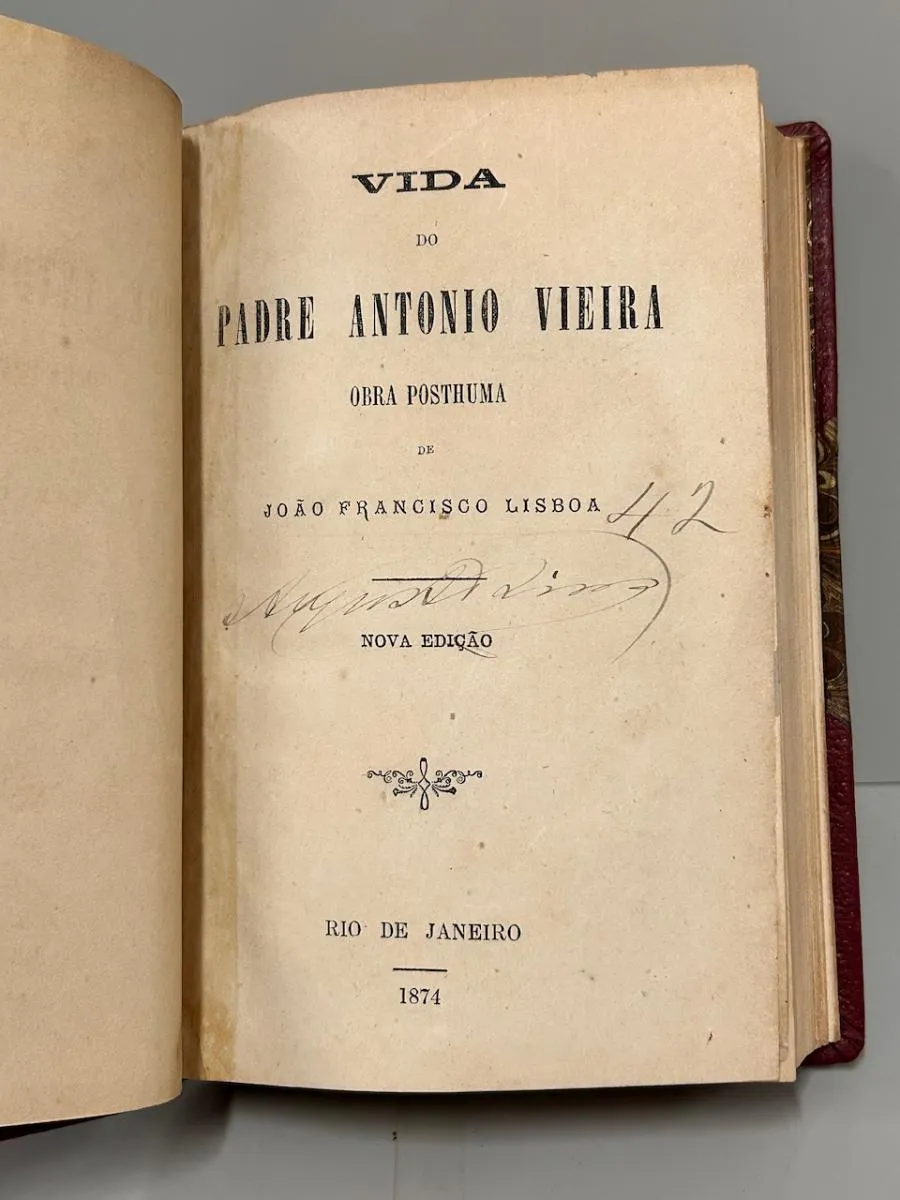 VIDA
DO
PADRE ANTONIO VIEIRA
OBRA POSTHUMA
DE
JOÃO FRANCISCO LISBOA
42
NOVA EDIÇÃO
RIO DE JANEIRO
1874